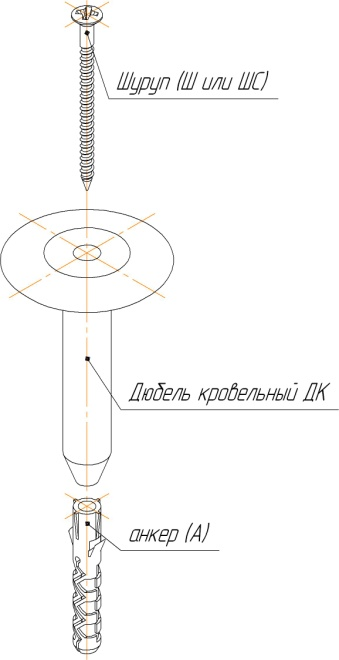 Шуруп (Ш или ШС)
Дюбель кровельный ДК
анкер (А)